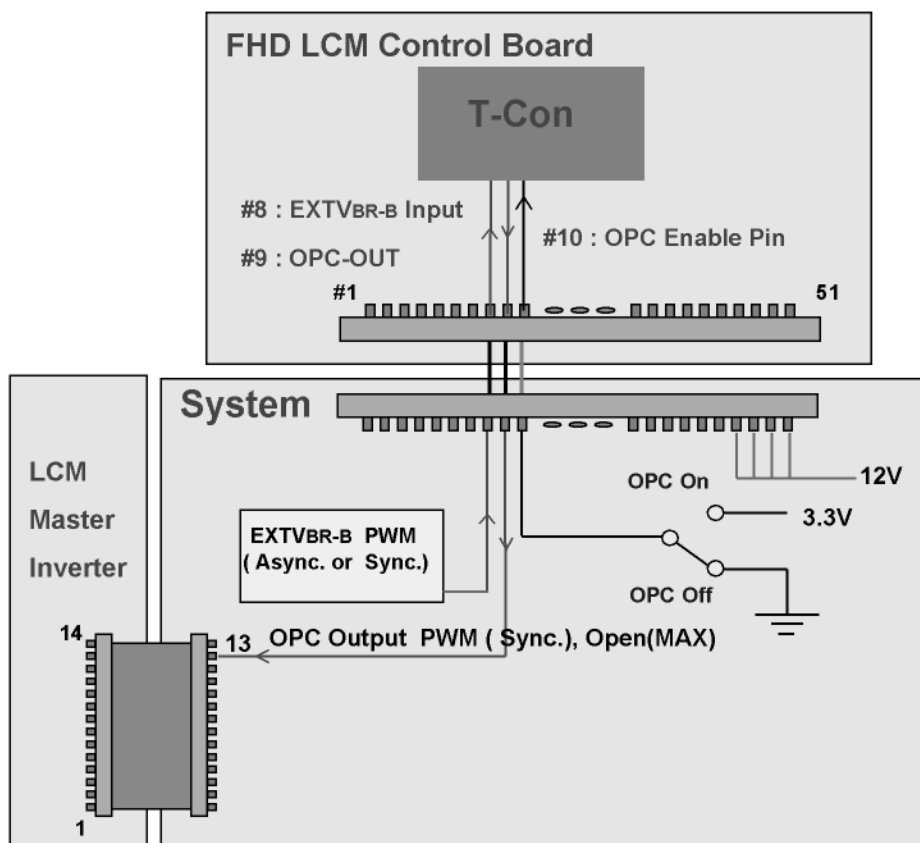 FHD LCM Control Board
T-Con
#8 : EXTVBR-B Input
#9 : OPC-OUT
#10 : OPC Enable Pin
#1
51
System
LCM
Master
Inverter
OPC On
12V
3.3V
EXTVBR-B PWM
( Async. or Sync.)
OPC Off
14
13
OPC Output PWM ( Sync.), Open(MAX)
1